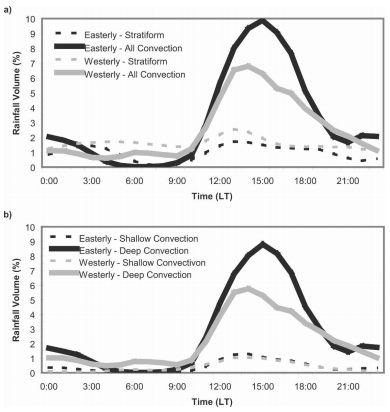 a)
10
9
8
7
6
5
4
3
2
1
0
Rainfall Volume (%)
Easterly - Stratiform
Easterly - All Convection
Westerly - Stratiform
Westerly - All Convection
0:00 3:00 6:00 9:00 12:00 15:00 18:00 21:00
Time (LT)
b)
10
9
8
7
6
5
4
3
2
1
0
Rainfall Volume (%)
Easterly - Shallow Convection
Easterly - Deep Convection
Westerly - Shallow Convectivon
Westerly - Deep Convection
0:00 3:00 6:00 9:00 12:00 15:00 18:00 21:00
Time (LT)